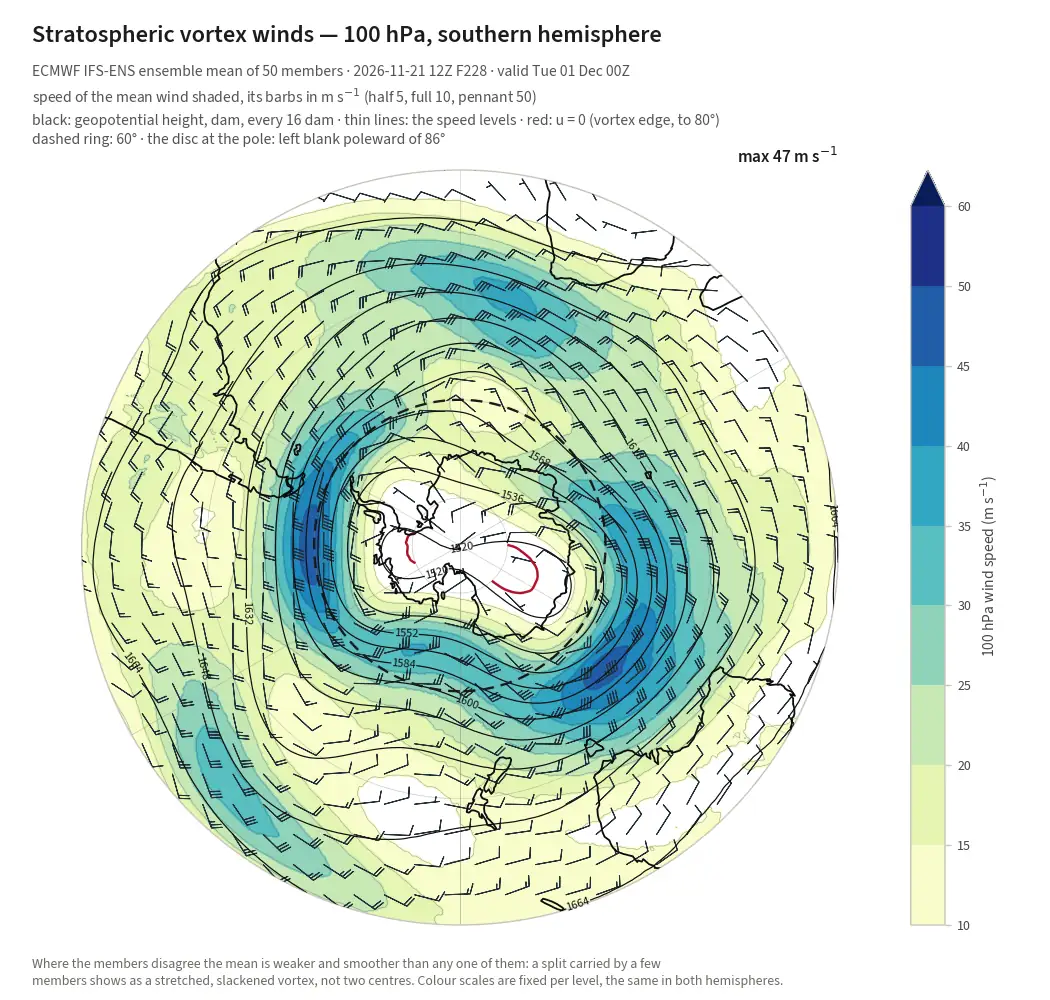 Stratospheric vortex winds — 100 hPa, southern hemisphere
ECMWF IFS-ENS ensemble mean of 50 members · 2026-11-21 12Z F228 · valid Tue 01 Dec 00Z
speed of the mean wind shaded, its barbs in m s⁻¹ (half 5, full 10, pennant 50)
black: geopotential height, dam, every 16 dam · thin lines: the speed levels · red: u = 0 (vortex edge, to 80°)
dashed ring: 60° · the disc at the pole: left blank poleward of 86°
max 47 m s⁻¹
60
50
45
40
35
30
25
20
15
10
100 hPa wind speed (m s⁻¹)
1568
1536
1520
1520
1632
1552
1584
1600
1664
1648
1664
1664
Where the members disagree the mean is weaker and smoother than any one of them: a split carried by a few
members shows as a stretched, slackened vortex, not two centres. Colour scales are fixed per level, the same in both hemispheres.